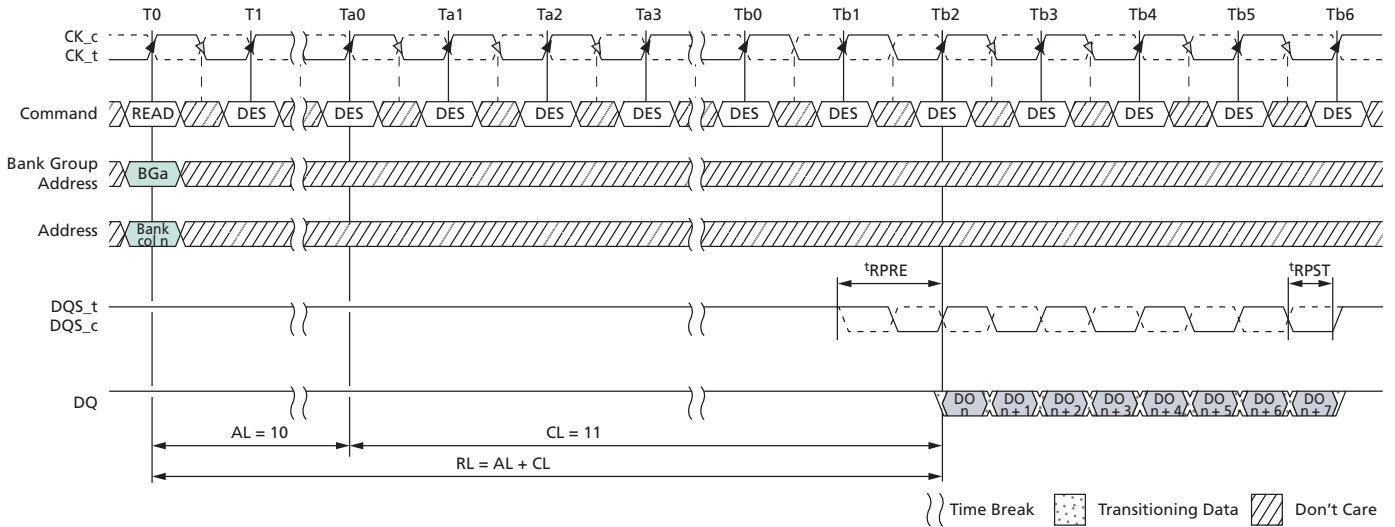 T0 T1 Ta0 Ta1 Ta2 Ta3 Tb0 Tb1 Tb2 Tb3 Tb4 Tb5 Tb6
CK_c
CK_t
Command READ DES DES DES DES DES DES DES DES DES DES DES DES
Bank Group
Address
BGa
Address
Bank
col n
tRPRE tRPST
DQS_t
DQS_c
DQ
DO DO DO DO DO DO DO DO
n n + 1 n + 2 n + 3 n + 4 n + 5 n + 6 n + 7
AL = 10 CL = 11
RL = AL + CL
Time Break Transitioning Data Don't Care